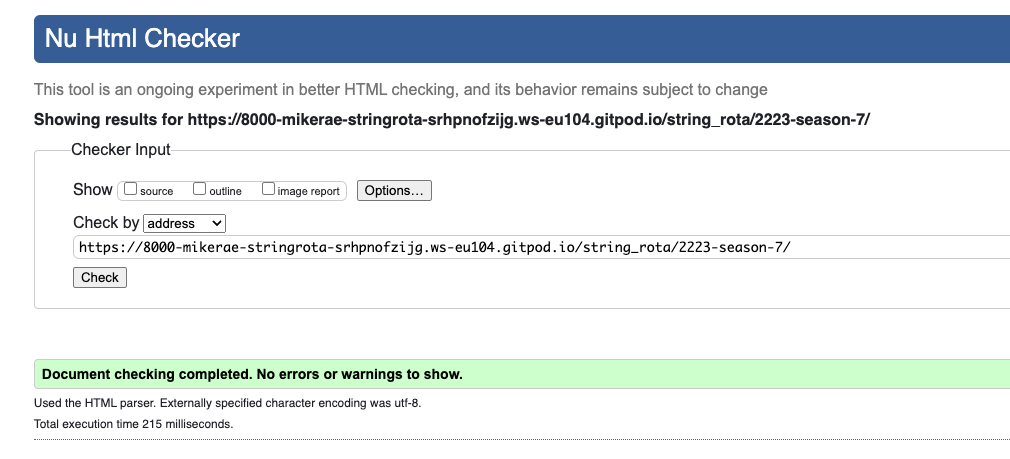 Nu Html Checker
This tool is an ongoing experiment in better HTML checking, and its behavior remains subject to change
Showing results for https://8000-mikerae-stringrota-srhpnofzijg.ws-eu104.gitpod.io/string_rota/2223-season-7/
Checker Input
Show source outline image report Options...
Check by address
https://8000-mikerae-stringrota-srhpnofzijg.ws-eu104.gitpod.io/string_rota/2223-season-7/
Check
Document checking completed. No errors or warnings to show.
Used the HTML parser. Externally specified character encoding was utf-8.
Total execution time 215 milliseconds.